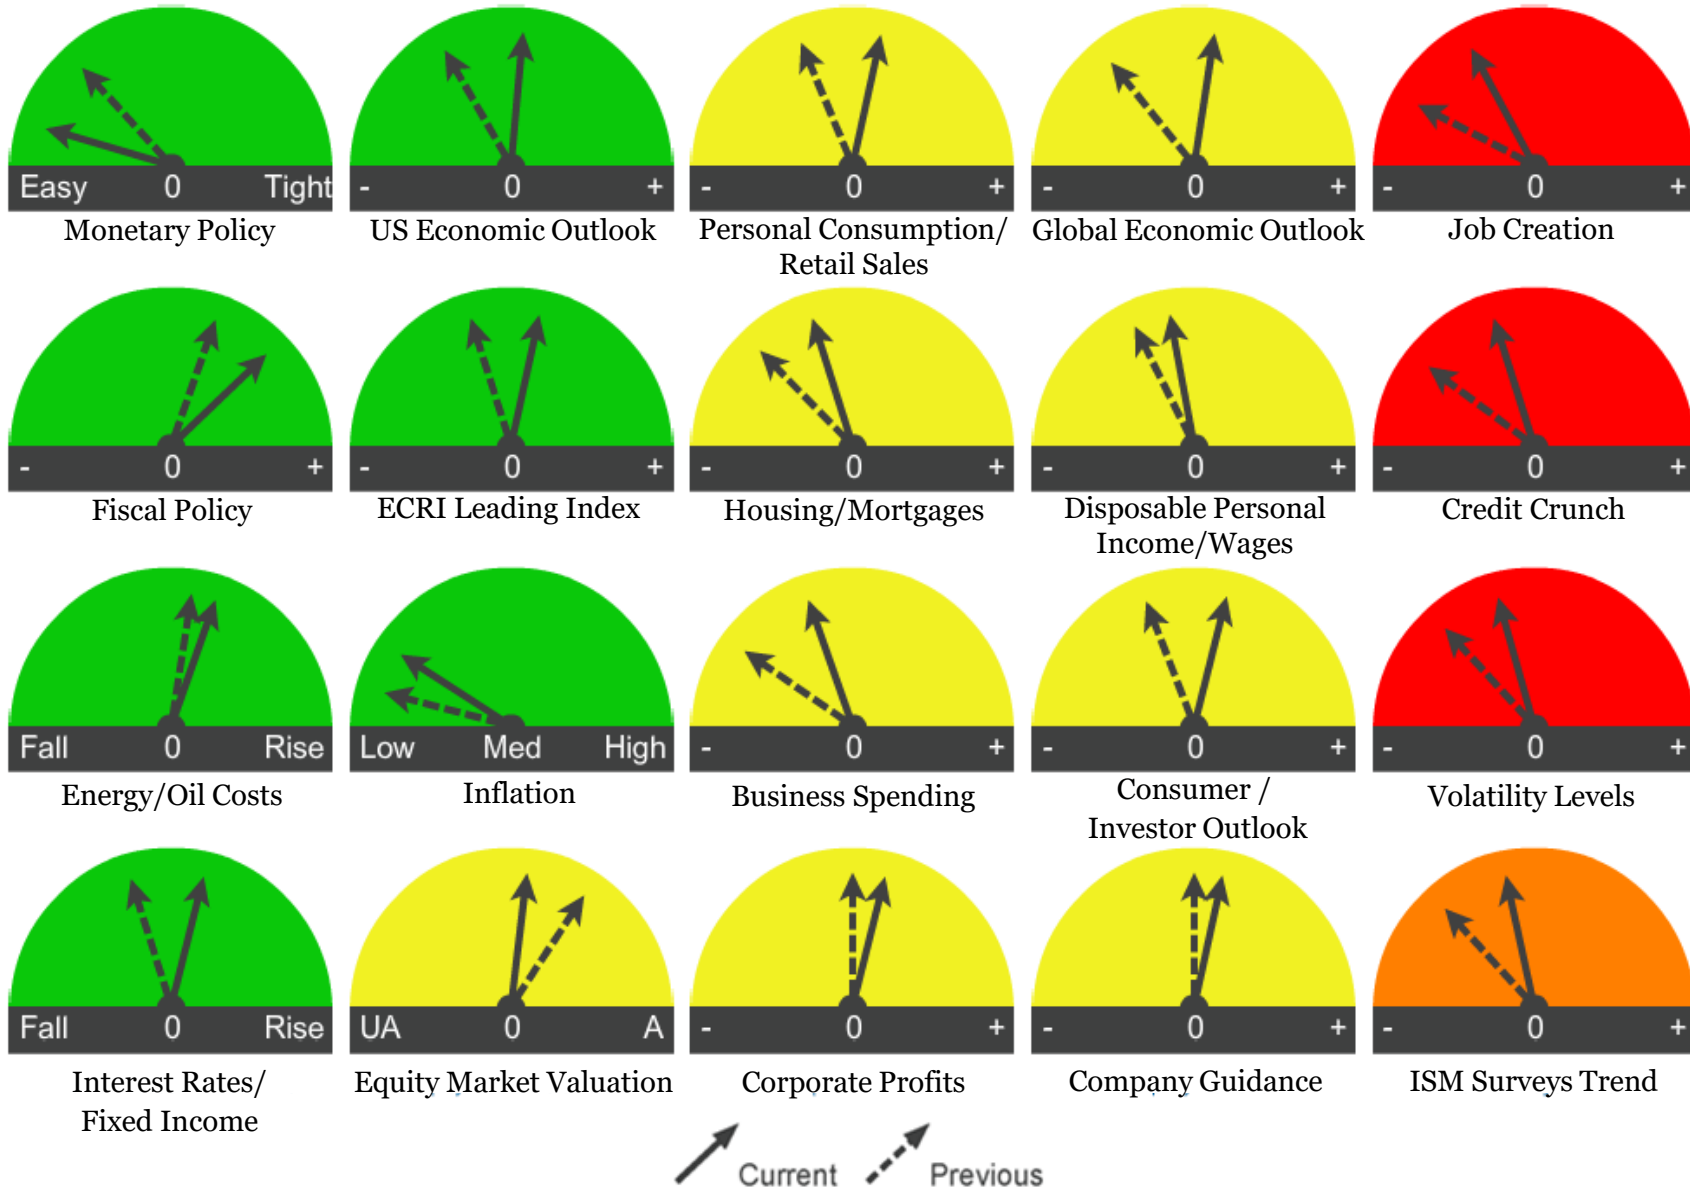 Easy 0 Tight
Monetary Policy
- 0 +
US Economic Outlook
- 0 +
Personal Consumption/
Retail Sales
- 0 +
Global Economic Outlook
- 0 +
Job Creation
- 0 +
Fiscal Policy
- 0 +
ECRI Leading Index
- 0 +
Housing/Mortgages
- 0 +
Disposable Personal
Income/Wages
- 0 +
Credit Crunch
Fall 0 Rise
Energy/Oil Costs
Low Med High
Inflation
- 0 +
Business Spending
- 0 +
Consumer /
Investor Outlook
- 0 +
Volatility Levels
Fall 0 Rise
Interest Rates/
Fixed Income
UA 0 A
Equity Market Valuation
- 0 +
Corporate Profits
- 0 +
Company Guidance
- 0 +
ISM Surveys Trend
Current Previous